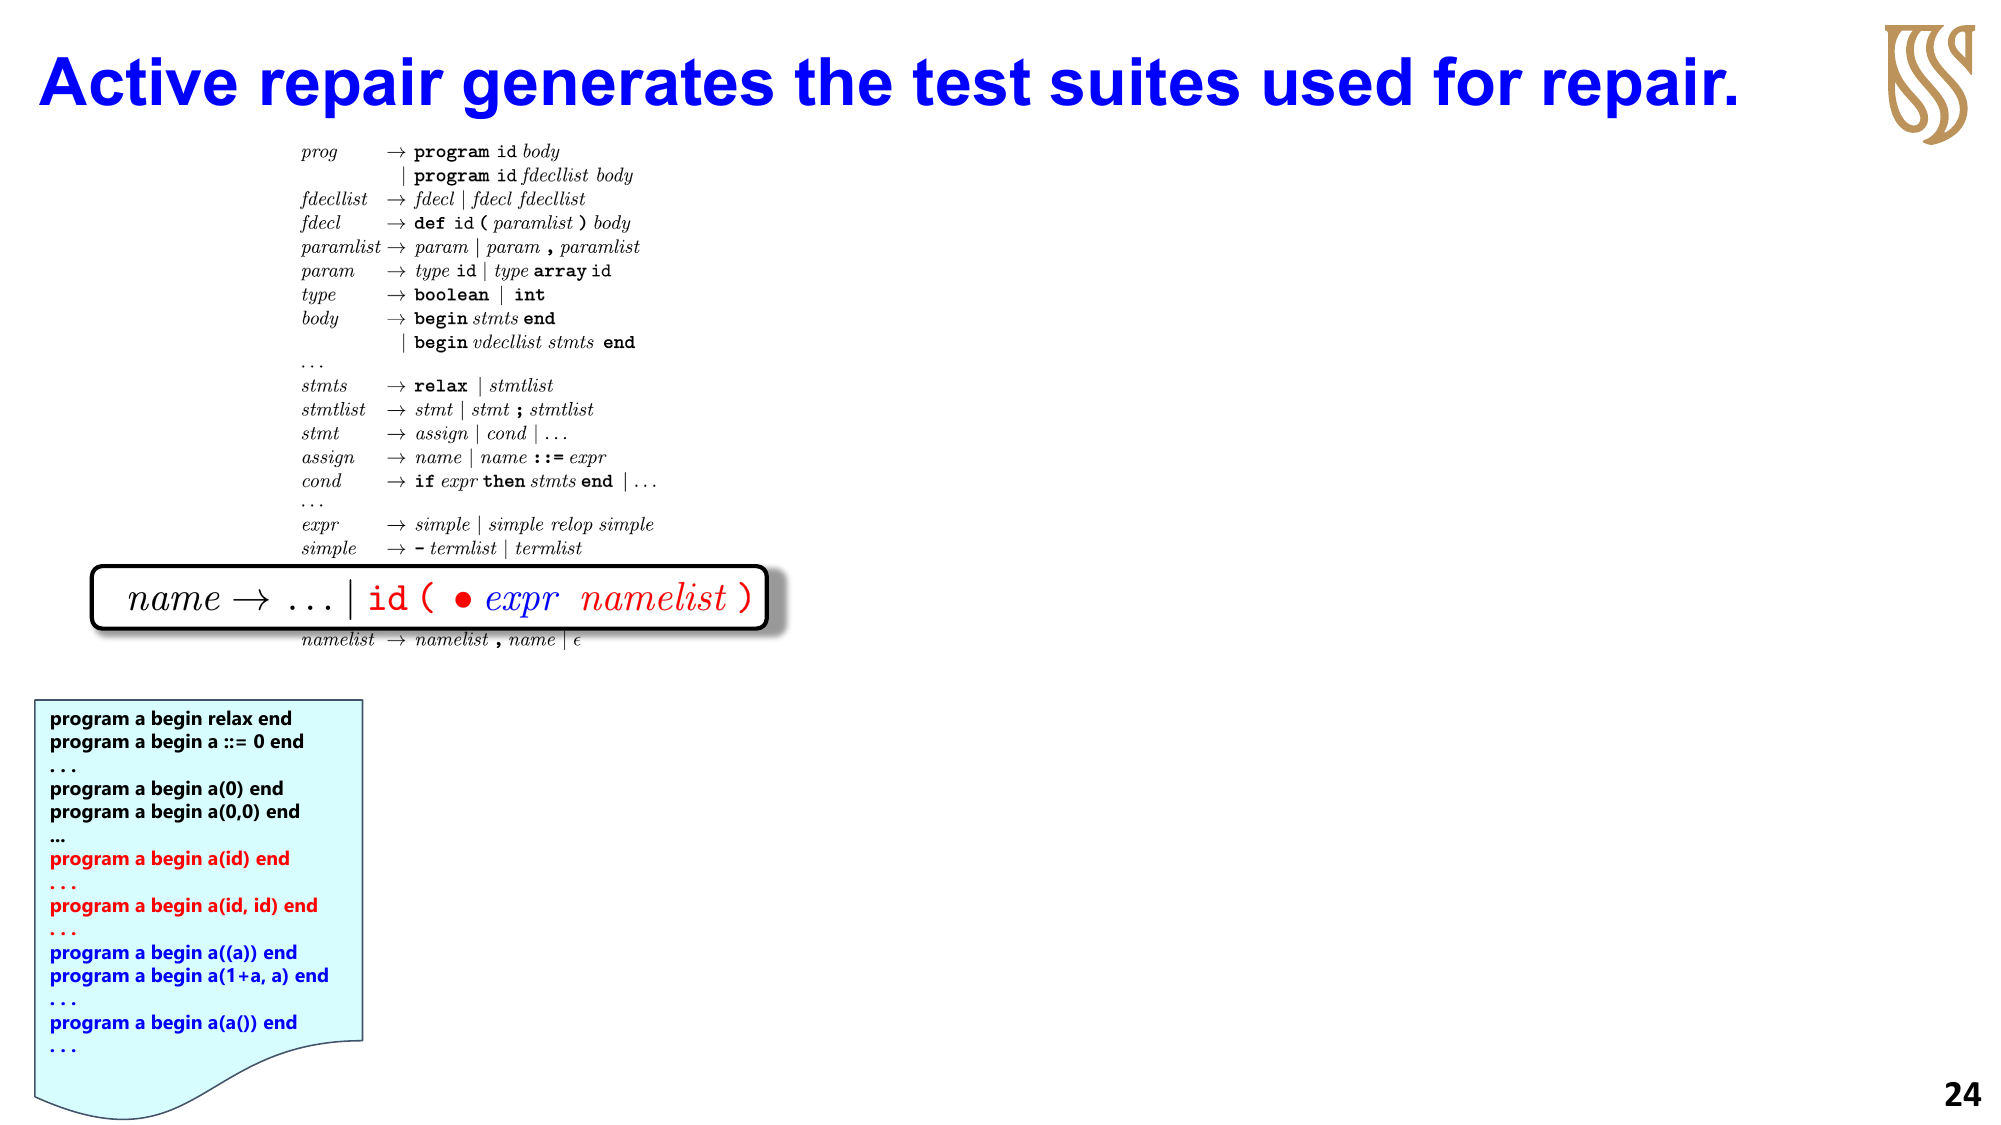 Active repair generates the test suites used for repair.
prog → program id body
| program id fdecllist body
fdecllist → fdecl | fdecl fdecllist
fdecl → def id ( paramlist ) body
paramlist → param | param , paramlist
param → type id | type array id
type → boolean | int
body → begin stmts end
| begin vdecllist stmts end
. . .
stmts → relax | stmtlist
stmtlist → stmt | stmt ; stmtlist
stmt → assign | cond | . . .
assign → name | name ::= expr
cond → if expr then stmts end | . . .
. . .
expr → simple | simple relop simple
simple → - termlist | termlist
name → . . . | id ( • expr namelist )
namelist → namelist , name | ϵ
program a begin relax end
program a begin a ::= 0 end
. . .
program a begin a(0) end
program a begin a(0,0) end
...
program a begin a(id) end
. . .
program a begin a(id, id) end
. . .
program a begin a((a)) end
program a begin a(1+a, a) end
. . .
program a begin a(a()) end
. . .
24